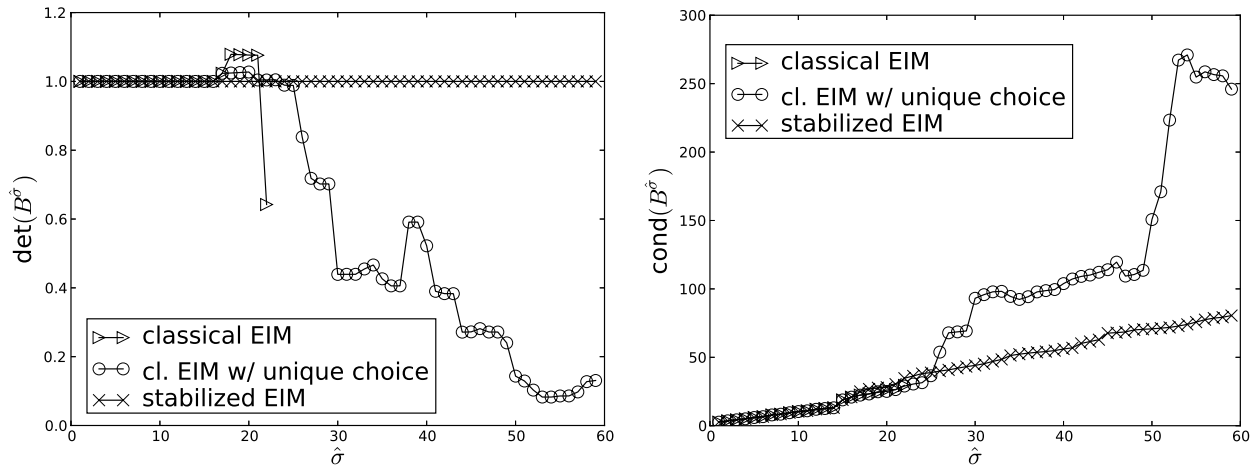 1.2
1.0
0.8
0.6
0.4
0.2
0.0
det(B^σ̂)
classical EIM
cl. EIM w/ unique choice
stabilized EIM
0 10 20 30 40 50 60
σ̂
300
250
200
150
100
50
0
cond(B^σ̂)
classical EIM
cl. EIM w/ unique choice
stabilized EIM
0 10 20 30 40 50 60
σ̂